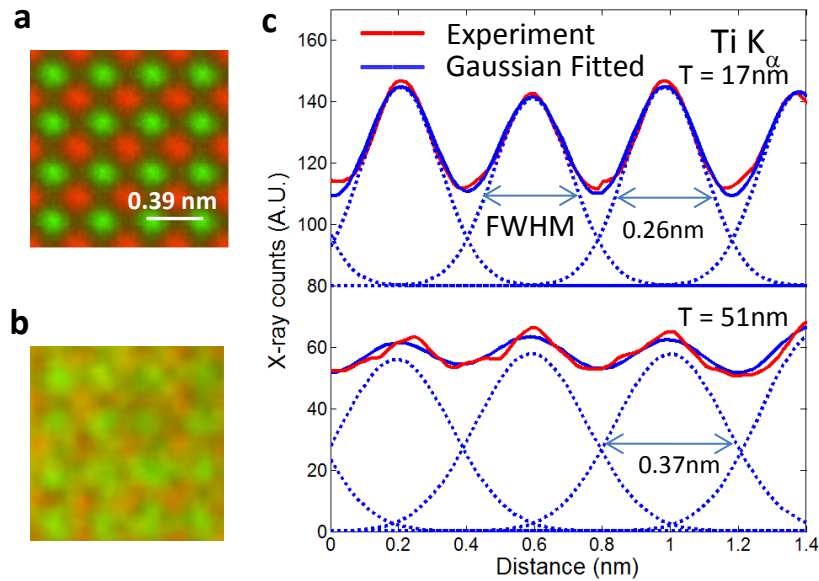 a
0.39 nm
b
c
Experiment
Gaussian Fitted
Ti Kα
T = 17nm
FWHM
0.26nm
T = 51nm
0.37nm
X-ray counts (A.U.)
160
140
120
100
80
60
40
20
0
0
0.2
0.4
0.6
0.8
1
1.2
1.4
Distance (nm)